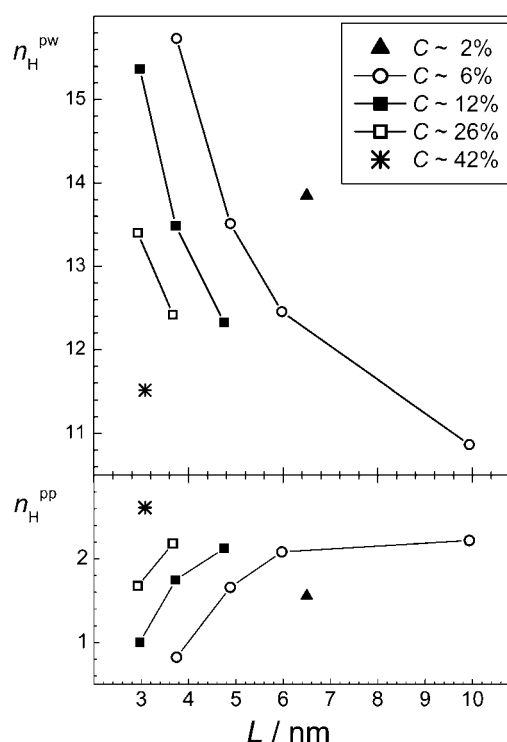 n_H^pw
15
14
13
12
11
C ~ 2%
C ~ 6%
C ~ 12%
C ~ 26%
C ~ 42%
n_H^pp
2
1
3 4 5 6 7 8 9 10
L / nm